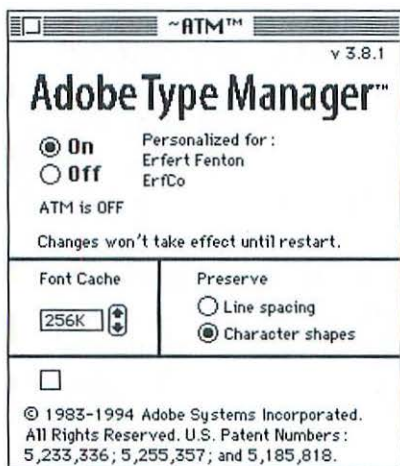 ~ATM™
v 3.8.1
Adobe Type Manager™
On
Off
Personalized for:
Erfert Fenton
ErfCo
ATM is OFF
Changes won't take effect until restart.
Font Cache
256K
Preserve
Line spacing
Character shapes
© 1983-1994 Adobe Systems Incorporated.
All Rights Reserved. U.S. Patent Numbers:
5,233,336; 5,255,357; and 5,185,818.